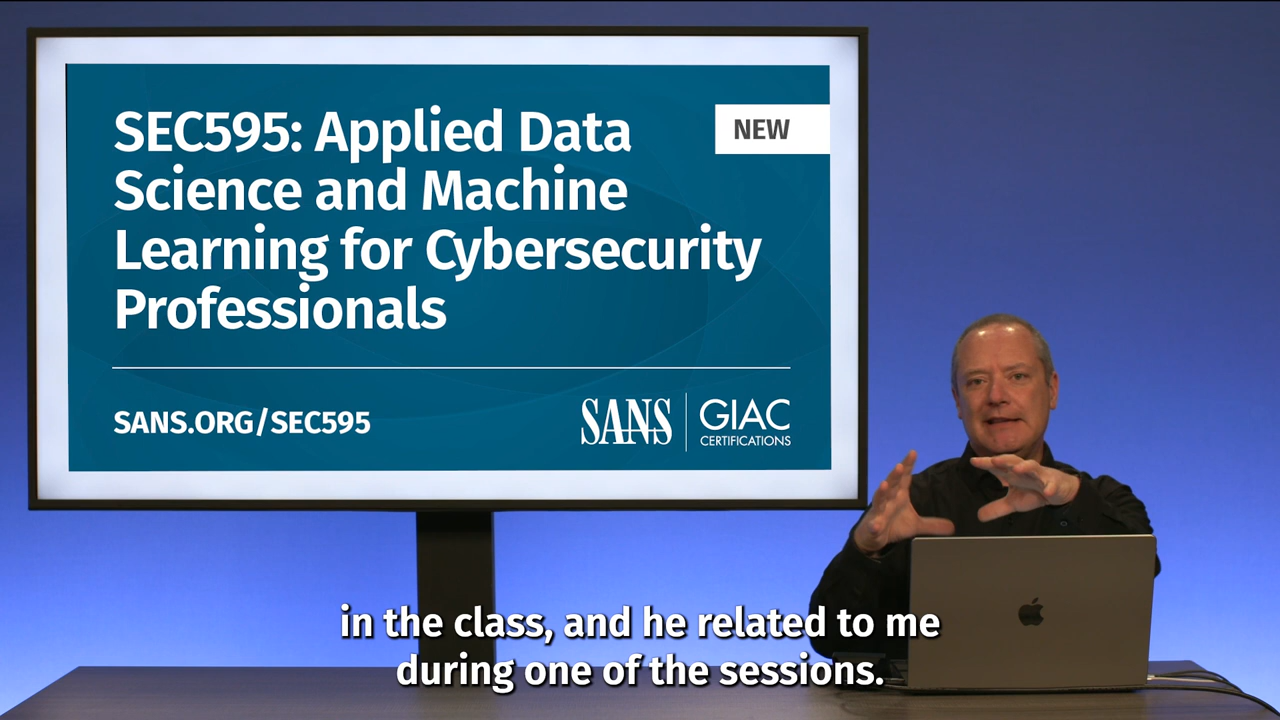 SEC595: Applied Data
NEW
Science and Machine
Learning for Cybersecurity
Professionals
SANS.ORG/SEC595
SANS
GIAC
CERTIFICATIONS
in the class, and he related to me
during one of the sessions.